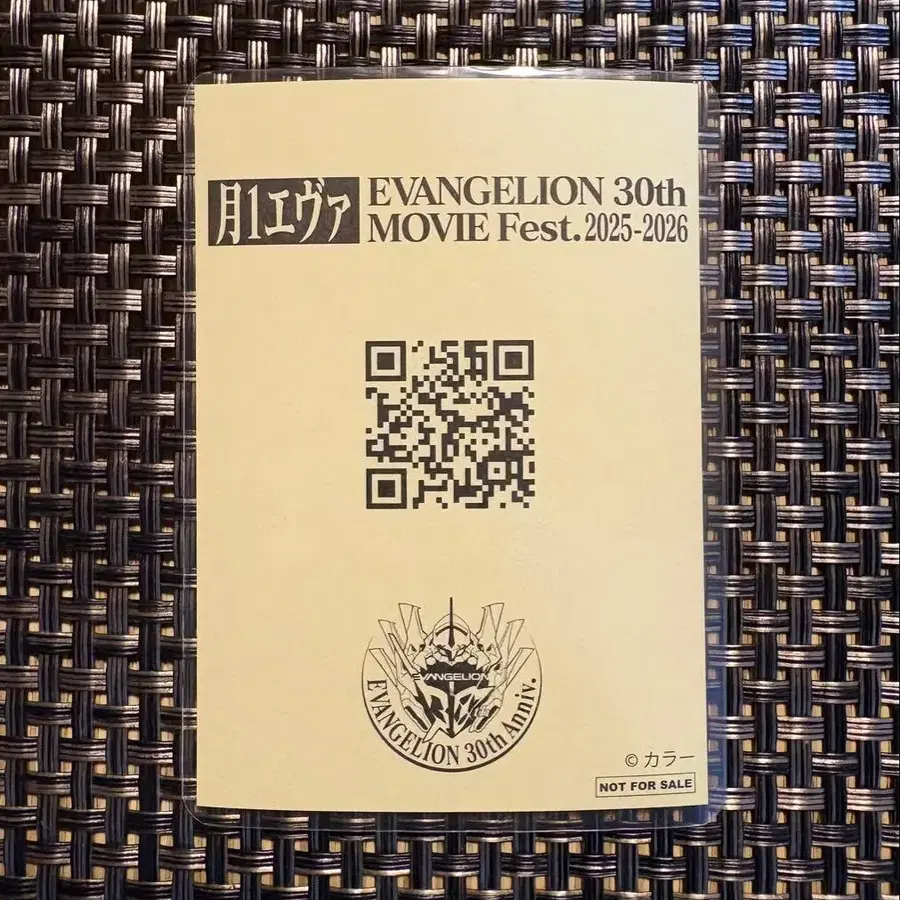 月1エヴァ
EVANGELION 30th
MOVIE Fest. 2025-2026
EVANGELION
EVANGELION 30th Anniv.
© カラー
NOT FOR SALE